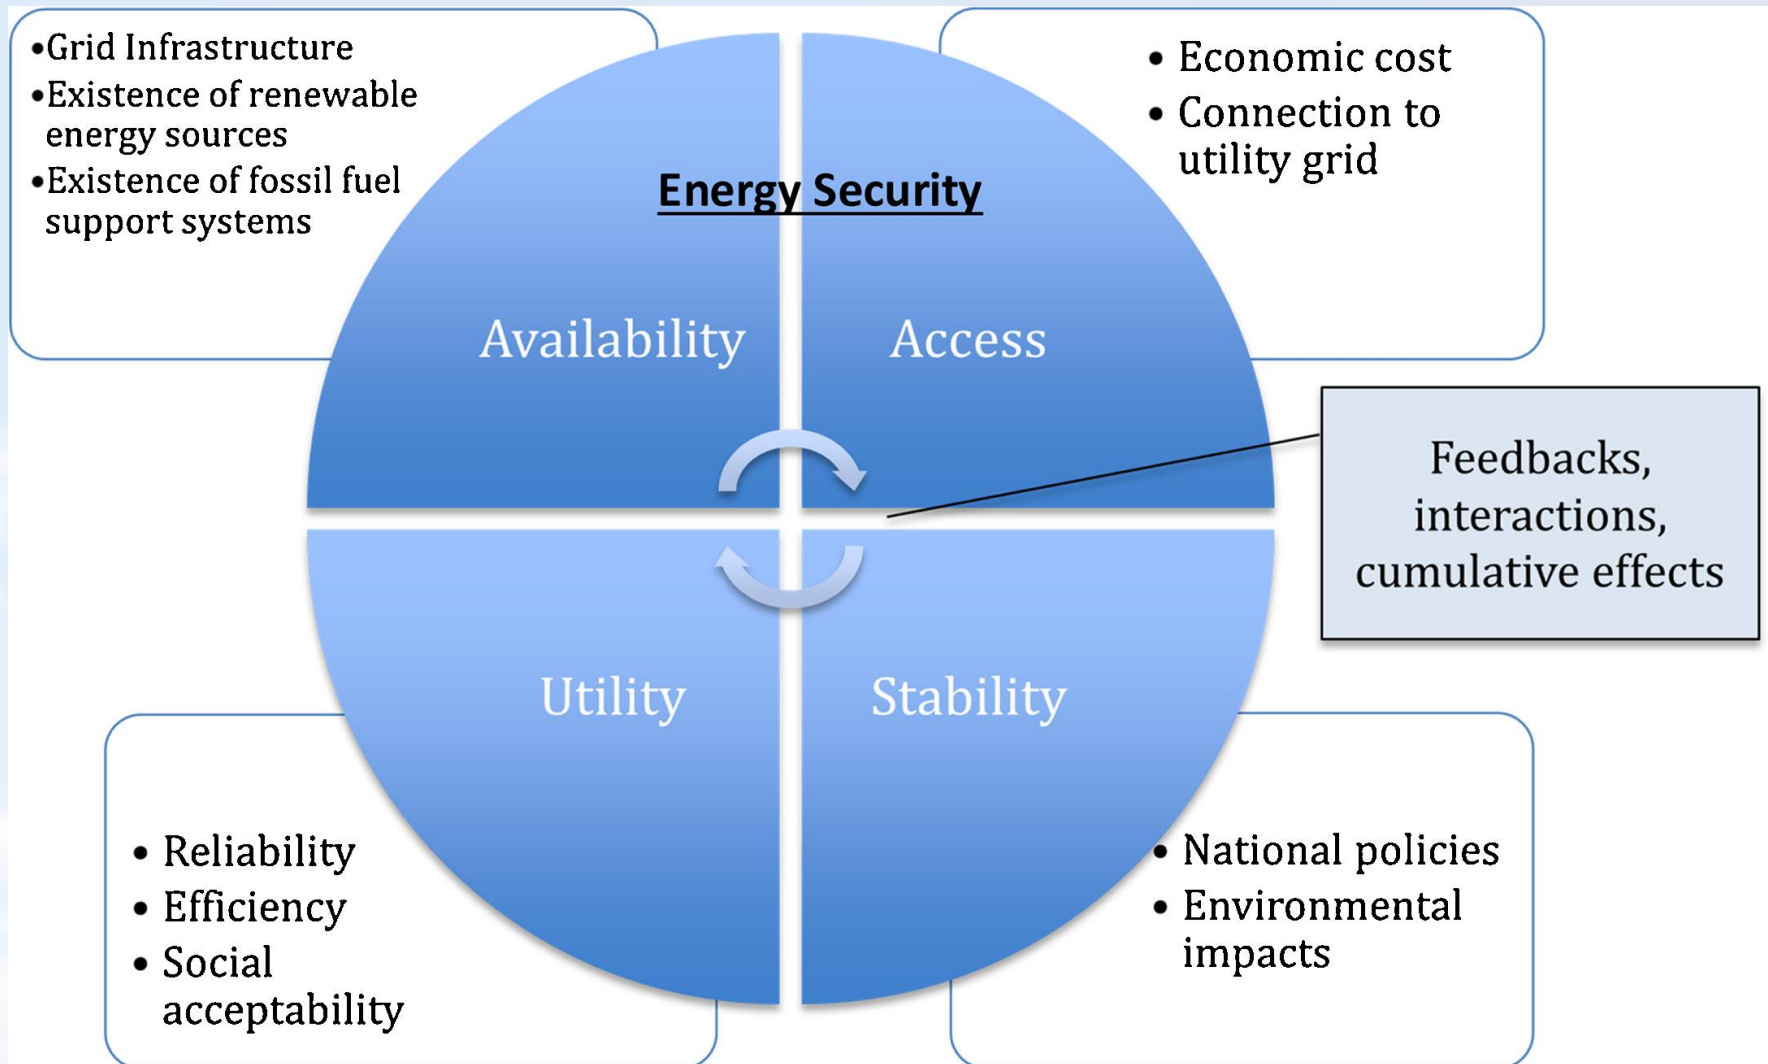 •Grid Infrastructure
•Existence of renewable
energy sources
•Existence of fossil fuel
support systems
• Economic cost
• Connection to
utility grid
Energy Security
Availability
Access
Feedbacks,
interactions,
cumulative effects
Utility
Stability
• Reliability
• Efficiency
• Social
acceptability
• National policies
• Environmental
impacts